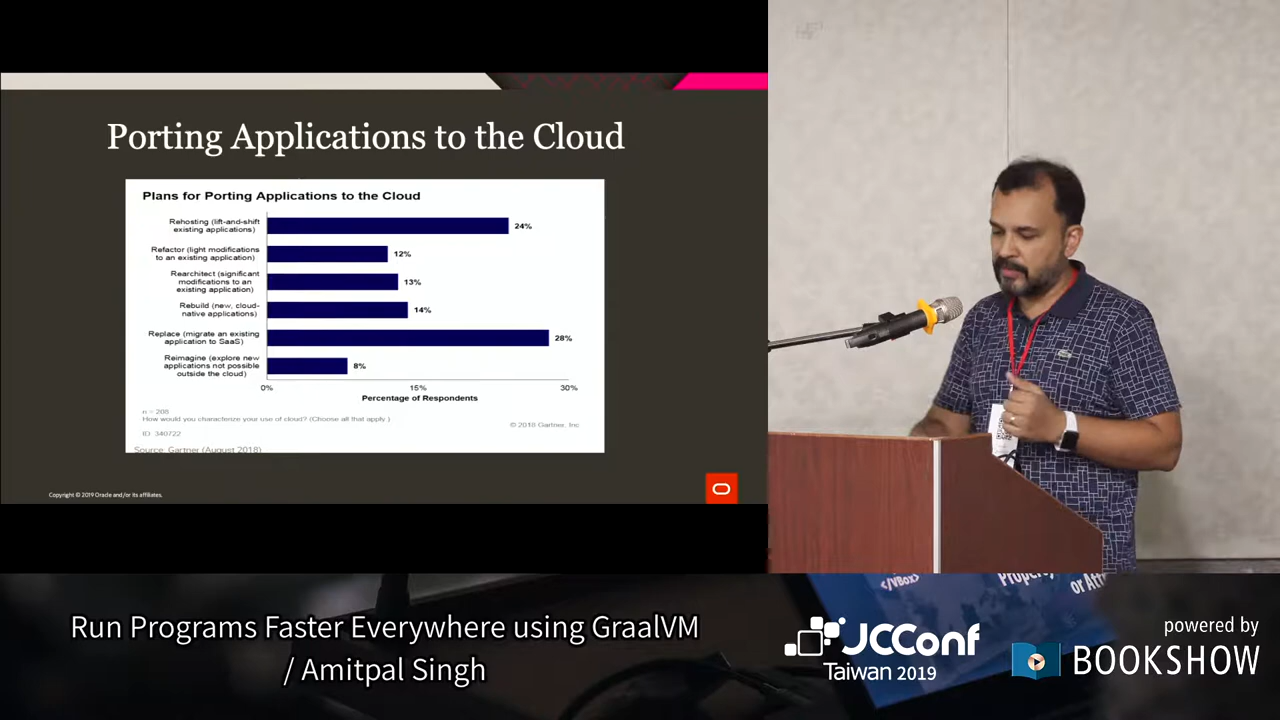 Porting Applications to the Cloud
Plans for Porting Applications to the Cloud
Rehosting (lift-and-shift
existing applications)
24%
Refactor (light modifications
to an existing application)
12%
Rearchitect (significant
modifications to an
existing application)
13%
Rebuild (new, cloud-
native applications)
14%
Replace (migrate an existing
application to SaaS)
28%
Reimagine (explore new
applications not possible
outside the cloud)
8%
0% 15% 30%
Percentage of Respondents
n = 208
How would you characterize your use of cloud? (Choose all that apply.)
© 2018 Gartner, Inc
ID: 340722
Source: Gartner (August 2018)
Copyright © 2019 Oracle and/or its affiliates.
</VBox>
or
Run Programs Faster Everywhere using GraalVM
/ Amitpal Singh
JCConf
Taiwan 2019
powered by
BOOKSHOW